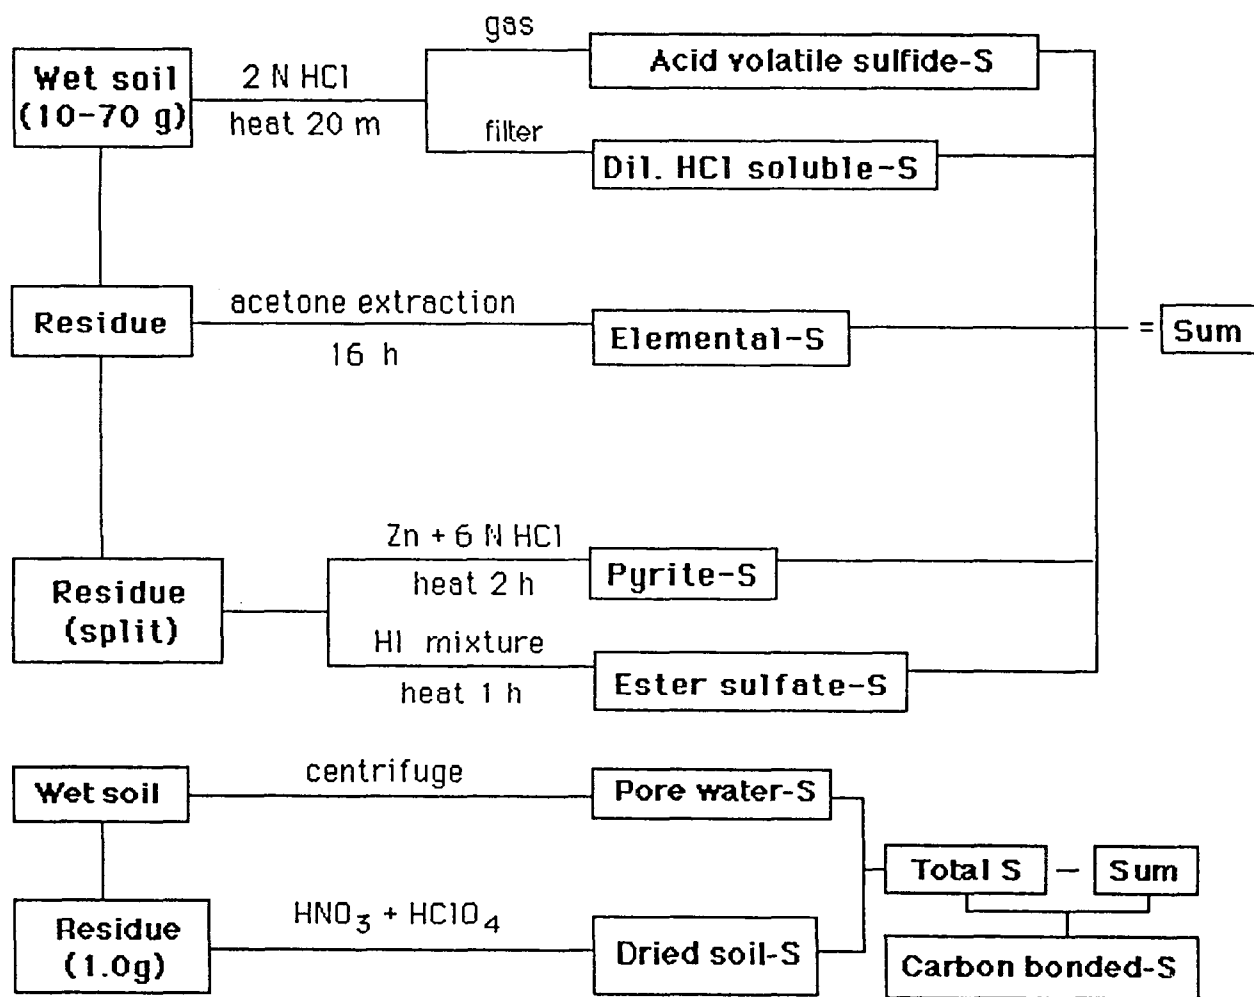 gas
Wet soil
(10-70 g)
2 N HCl
heat 20 m
Acid volatile sulfide-S
filter
Dil. HCl soluble-S
Residue
acetone extraction
16 h
Elemental-S
= Sum
Residue
(split)
Zn + 6 N HCl
heat 2 h
Pyrite-S
HI mixture
heat 1 h
Ester sulfate-S
Wet soil
centrifuge
Pore water-S
Total S - Sum
Residue
(1.0g)
HNO3 + HClO4
Dried soil-S
Carbon bonded-S